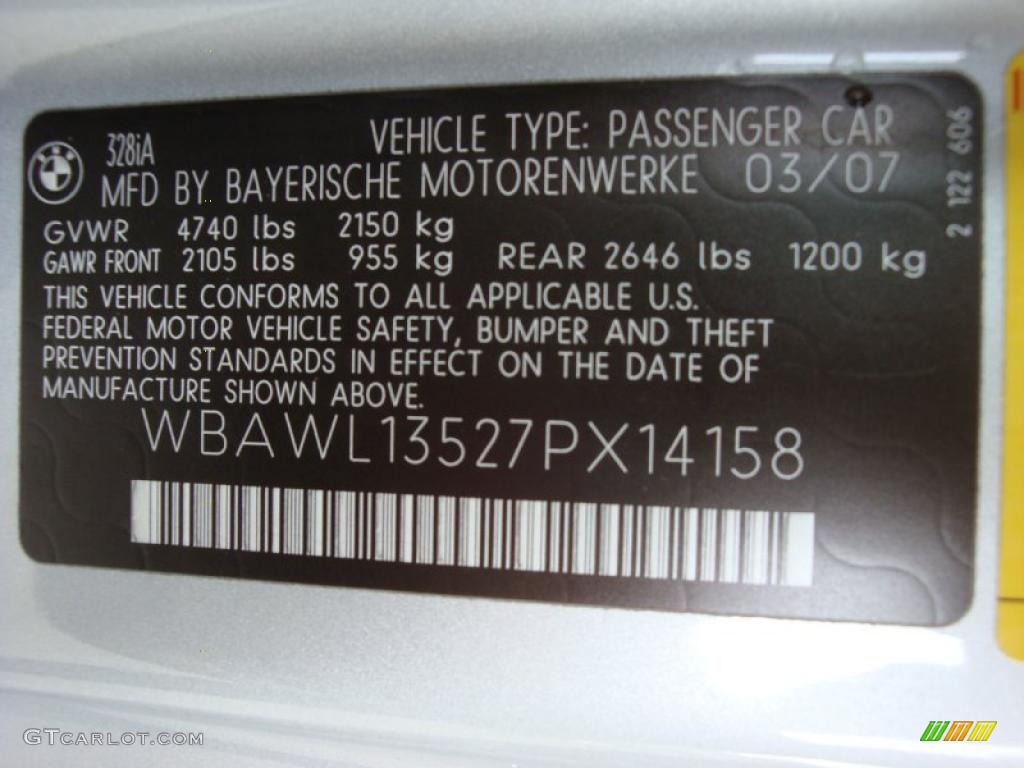 328iA
VEHICLE TYPE: PASSENGER CAR
MFD BY. BAYERISCHE MOTORENWERKE 03/07
GVWR 4740 lbs 2150 kg
GAWR FRONT 2105 lbs 955 kg REAR 2646 lbs 1200 kg
THIS VEHICLE CONFORMS TO ALL APPLICABLE U.S.
FEDERAL MOTOR VEHICLE SAFETY, BUMPER AND THEFT
PREVENTION STANDARDS IN EFFECT ON THE DATE OF
MANUFACTURE SHOWN ABOVE.
WBAWL13527PX14158
2 122 606
GTCARLOT.COM